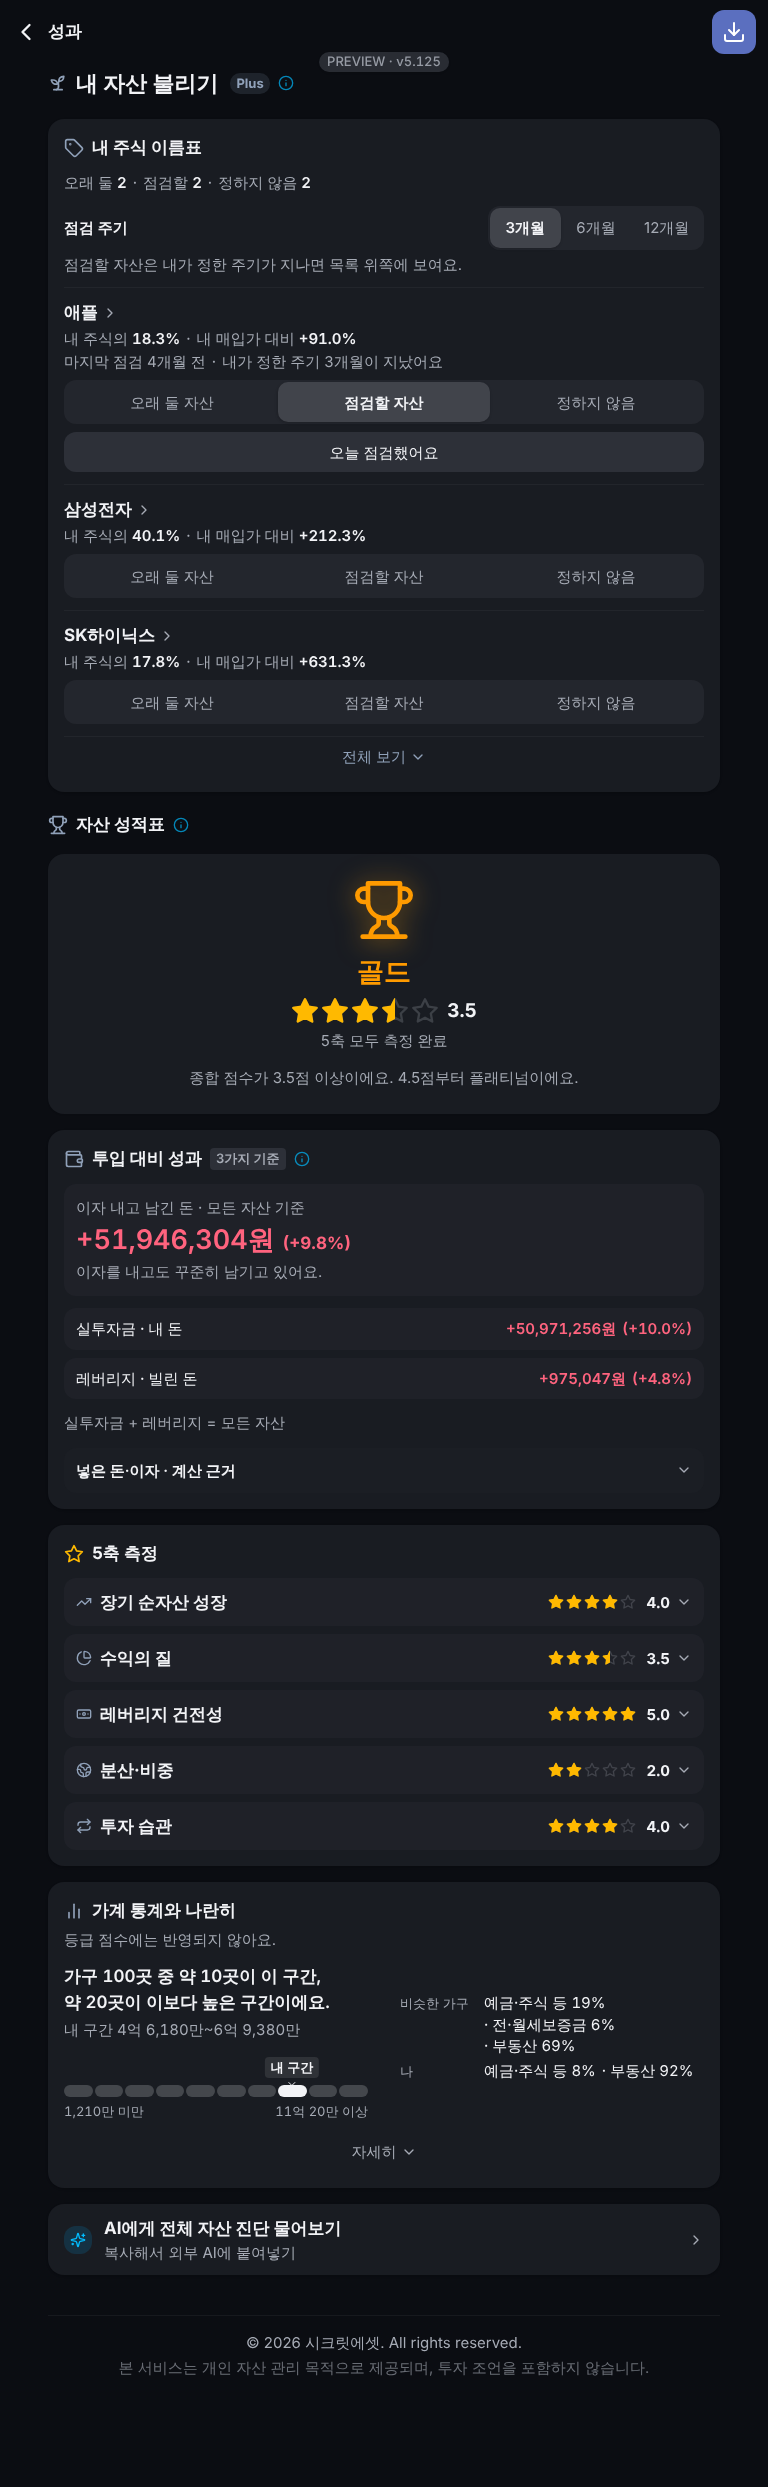 성과
PREVIEW · v5.125
내 자산 불리기 Plus
내 주식 이름표
오래 둘 2 · 점검할 2 · 정하지 않음 2
점검 주기 3개월 6개월 12개월
점검할 자산은 내가 정한 주기가 지나면 목록 위쪽에 보여요.
애플
내 주식의 18.3% · 내 매입가 대비 +91.0%
마지막 점검 4개월 전 · 내가 정한 주기 3개월이 지났어요
오래 둘 자산 점검할 자산 정하지 않음
오늘 점검했어요
삼성전자
내 주식의 40.1% · 내 매입가 대비 +212.3%
오래 둘 자산 점검할 자산 정하지 않음
SK하이닉스
내 주식의 17.8% · 내 매입가 대비 +631.3%
오래 둘 자산 점검할 자산 정하지 않음
전체 보기
자산 성적표
골드
3.5
5축 모두 측정 완료
종합 점수가 3.5점 이상이에요. 4.5점부터 플래티넘이에요.
투입 대비 성과 3가지 기준
이자 내고 남긴 돈 · 모든 자산 기준
+51,946,304원 (+9.8%)
이자를 내고도 꾸준히 남기고 있어요.
실투자금 · 내 돈 +50,971,256원 (+10.0%)
레버리지 · 빌린 돈 +975,047원 (+4.8%)
실투자금 + 레버리지 = 모든 자산
넣은 돈·이자 · 계산 근거
5축 측정
장기 순자산 성장 4.0
수익의 질 3.5
레버리지 건전성 5.0
분산·비중 2.0
투자 습관 4.0
가계 통계와 나란히
등급 점수에는 반영되지 않아요.
가구 100곳 중 약 10곳이 이 구간,
약 20곳이 이보다 높은 구간이에요.
내 구간 4억 6,180만~6억 9,380만
내 구간
1,210만 미만 11억 20만 이상
비슷한 가구 예금·주식 등 19%
· 전·월세보증금 6%
· 부동산 69%
나 예금·주식 등 8% · 부동산 92%
자세히
AI에게 전체 자산 진단 물어보기
복사해서 외부 AI에 붙여넣기
© 2026 시크릿에셋. All rights reserved.
본 서비스는 개인 자산 관리 목적으로 제공되며, 투자 조언을 포함하지 않습니다.